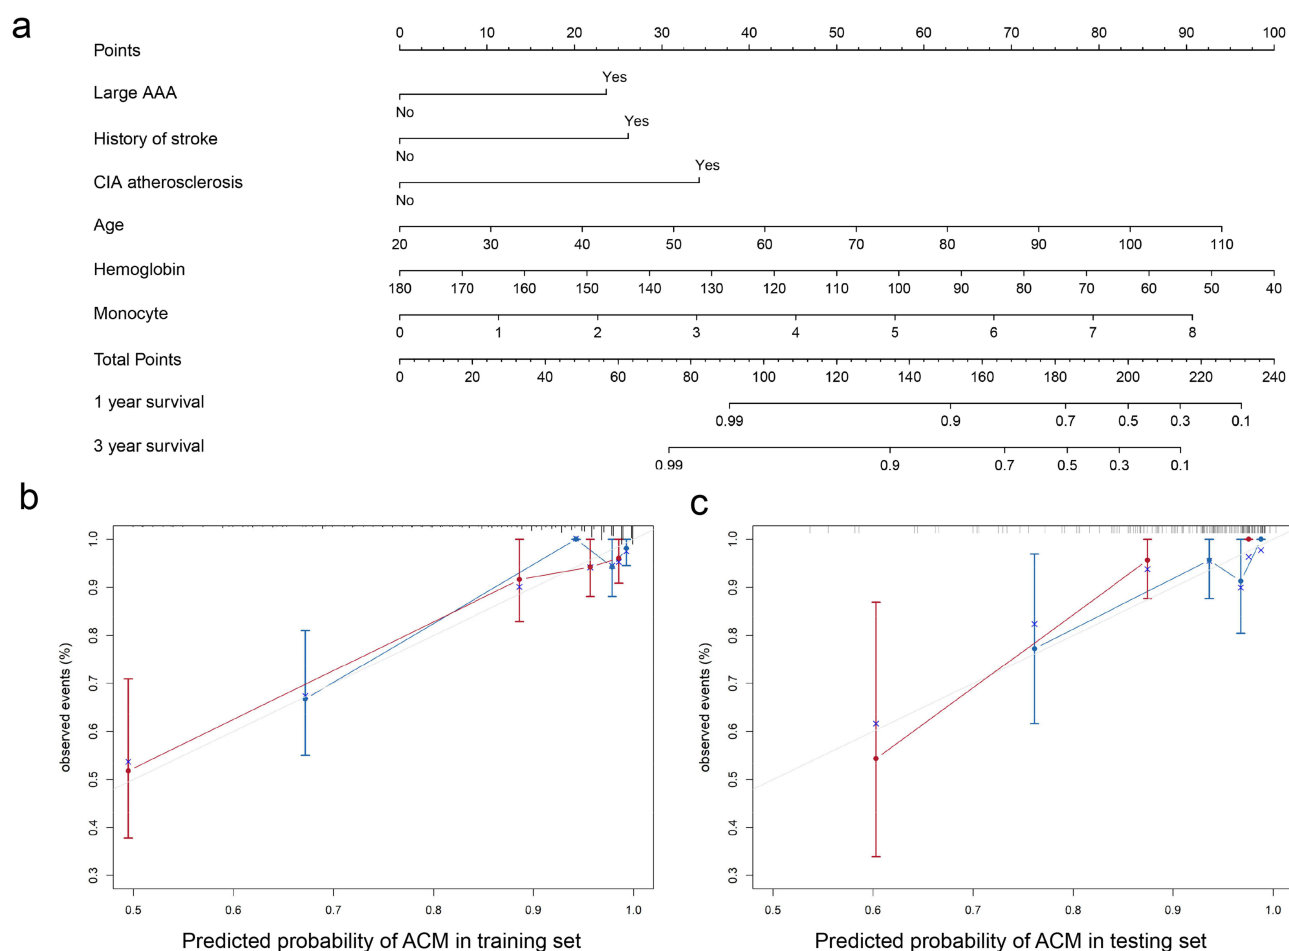 a
0 10 20 30 40 50 60 70 80 90 100
Points
Yes
Large AAA
No
Yes
History of stroke
No
Yes
CIA atherosclerosis
No
Age
20 30 40 50 60 70 80 90 100 110
Hemoglobin
180 170 160 150 140 130 120 110 100 90 80 70 60 50 40
Monocyte
0 1 2 3 4 5 6 7 8
Total Points
0 20 40 60 80 100 120 140 160 180 200 220 240
1 year survival
0.99 0.9 0.7 0.5 0.3 0.1
3 year survival
0.99 0.9 0.7 0.5 0.3 0.1
b
observed events (%)
1.0
0.9
0.8
0.7
0.6
0.5
0.4
0.3
0.5 0.6 0.7 0.8 0.9 1.0
Predicted probability of ACM in training set
c
observed events (%)
1.0
0.9
0.8
0.7
0.6
0.5
0.4
0.3
0.5 0.6 0.7 0.8 0.9 1.0
Predicted probability of ACM in testing set